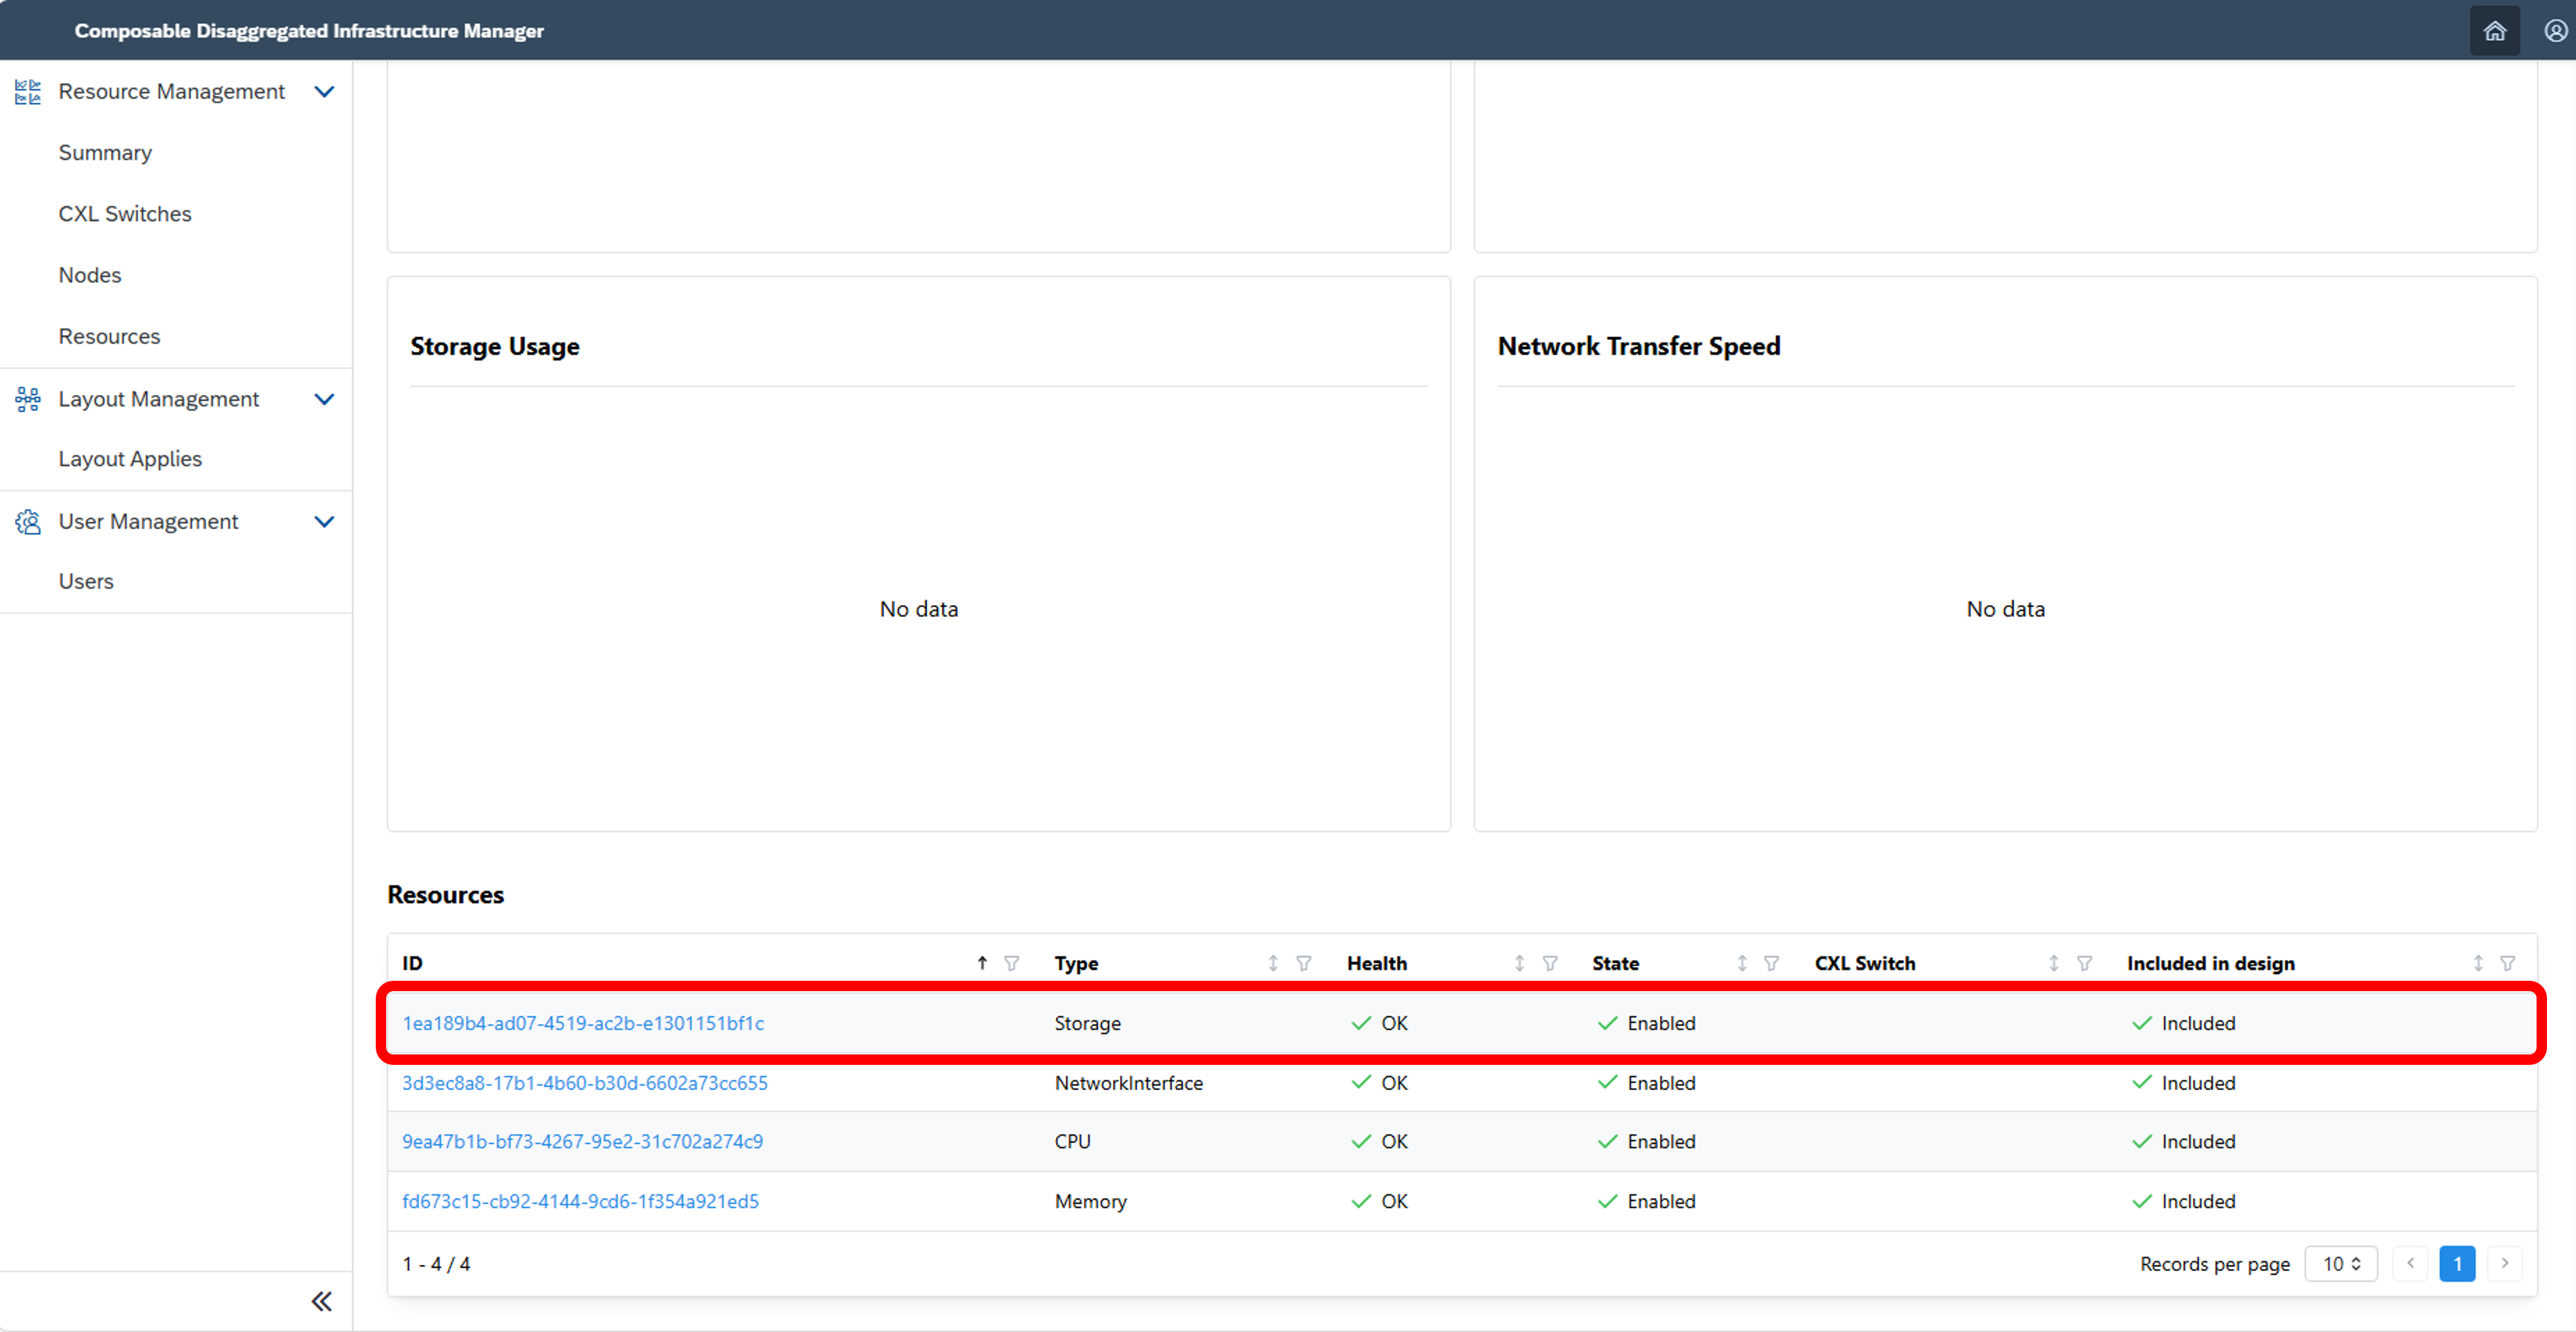 Composable Disaggregated Infrastructure Manager
Resource Management
Summary
CXL Switches
Nodes
Resources
Layout Management
Layout Applies
User Management
Users
Storage Usage
No data
Network Transfer Speed
No data
Resources
ID Type Health State CXL Switch Included in design
1ea189b4-ad07-4519-ac2b-e1301151bf1c Storage OK Enabled Included
3d3ec8a8-17b1-4b60-b30d-6602a73cc655 NetworkInterface OK Enabled Included
9ea47b1b-bf73-4267-95e2-31c702a274c9 CPU OK Enabled Included
fd673c15-cb92-4144-9cd6-1f354a921ed5 Memory OK Enabled Included
1 - 4 / 4 Records per page 10 1